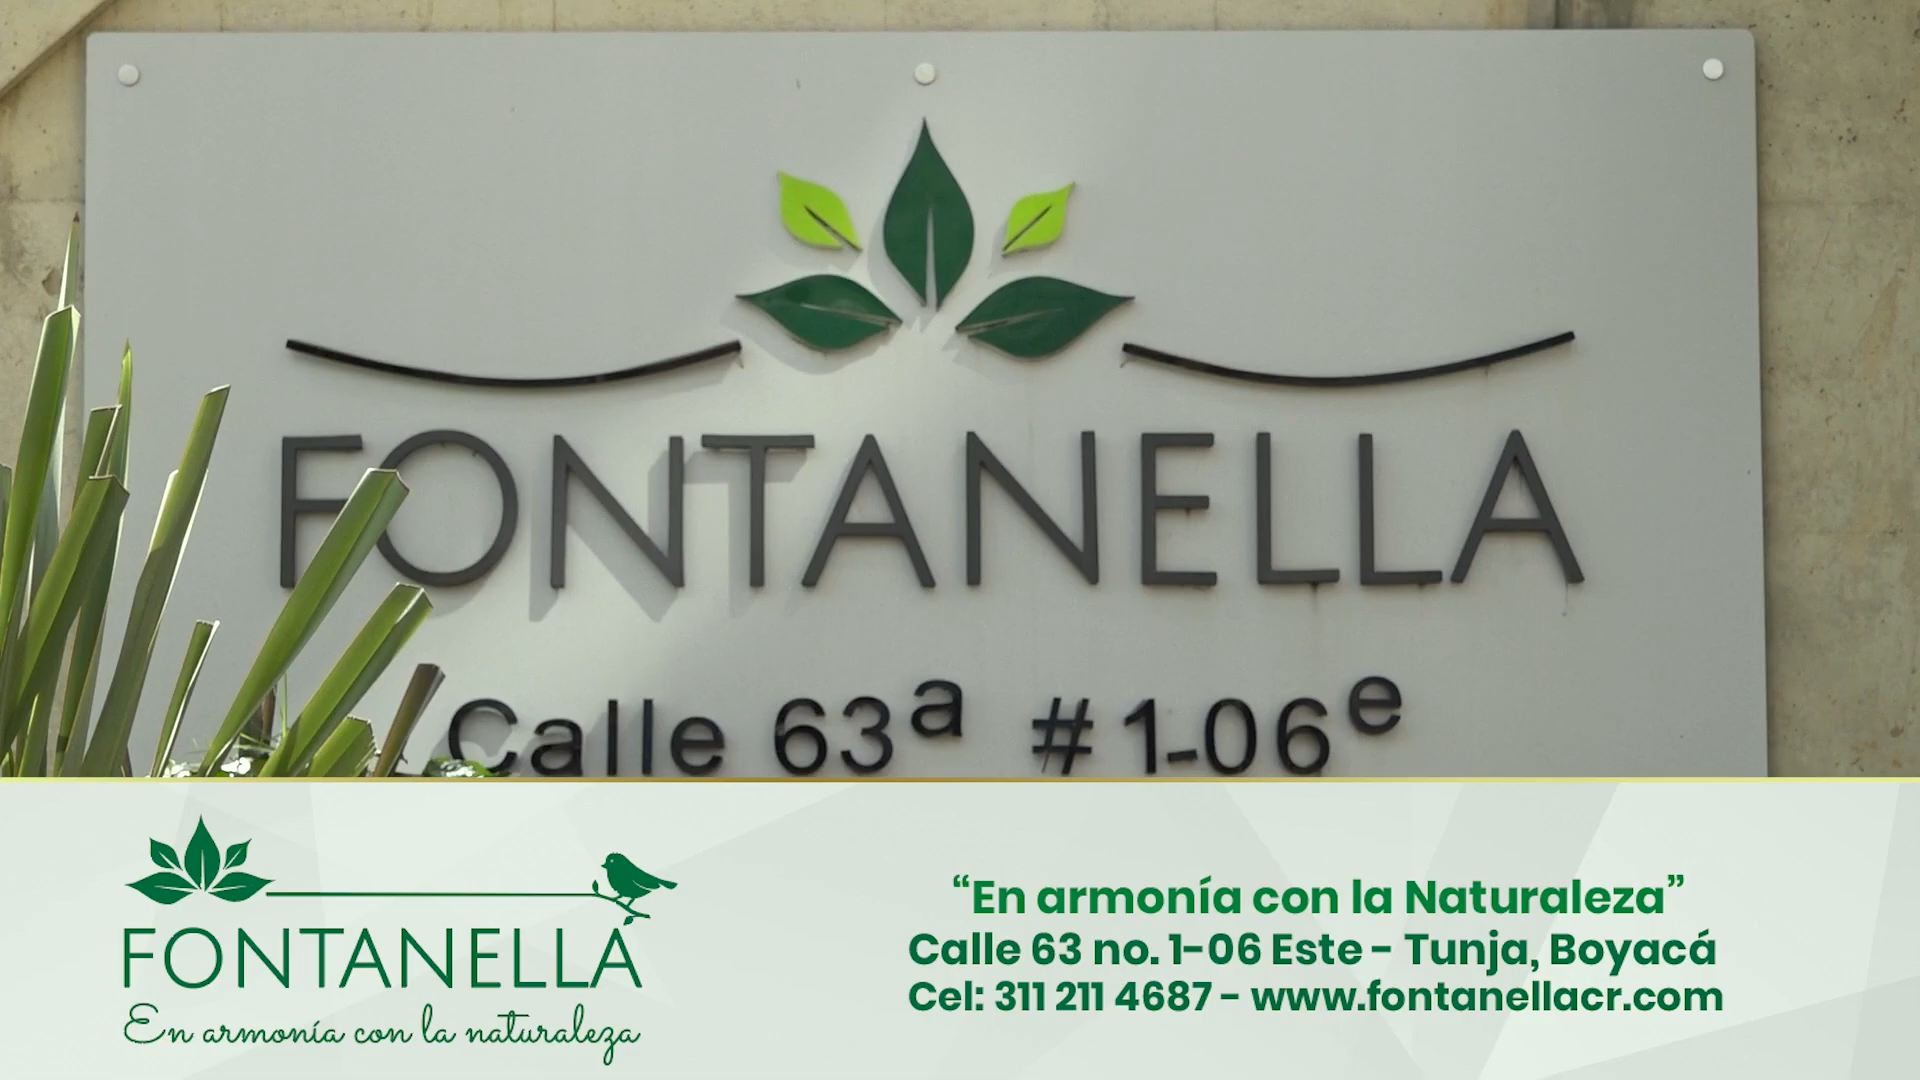 FONTANELLA
Calle 63ª #1-06ᵉ
FONTANELLA
En armonía con la naturaleza
“En armonía con la Naturaleza”
Calle 63 no. 1-06 Este - Tunja, Boyacá
Cel: 311 211 4687 - www.fontanellacr.com